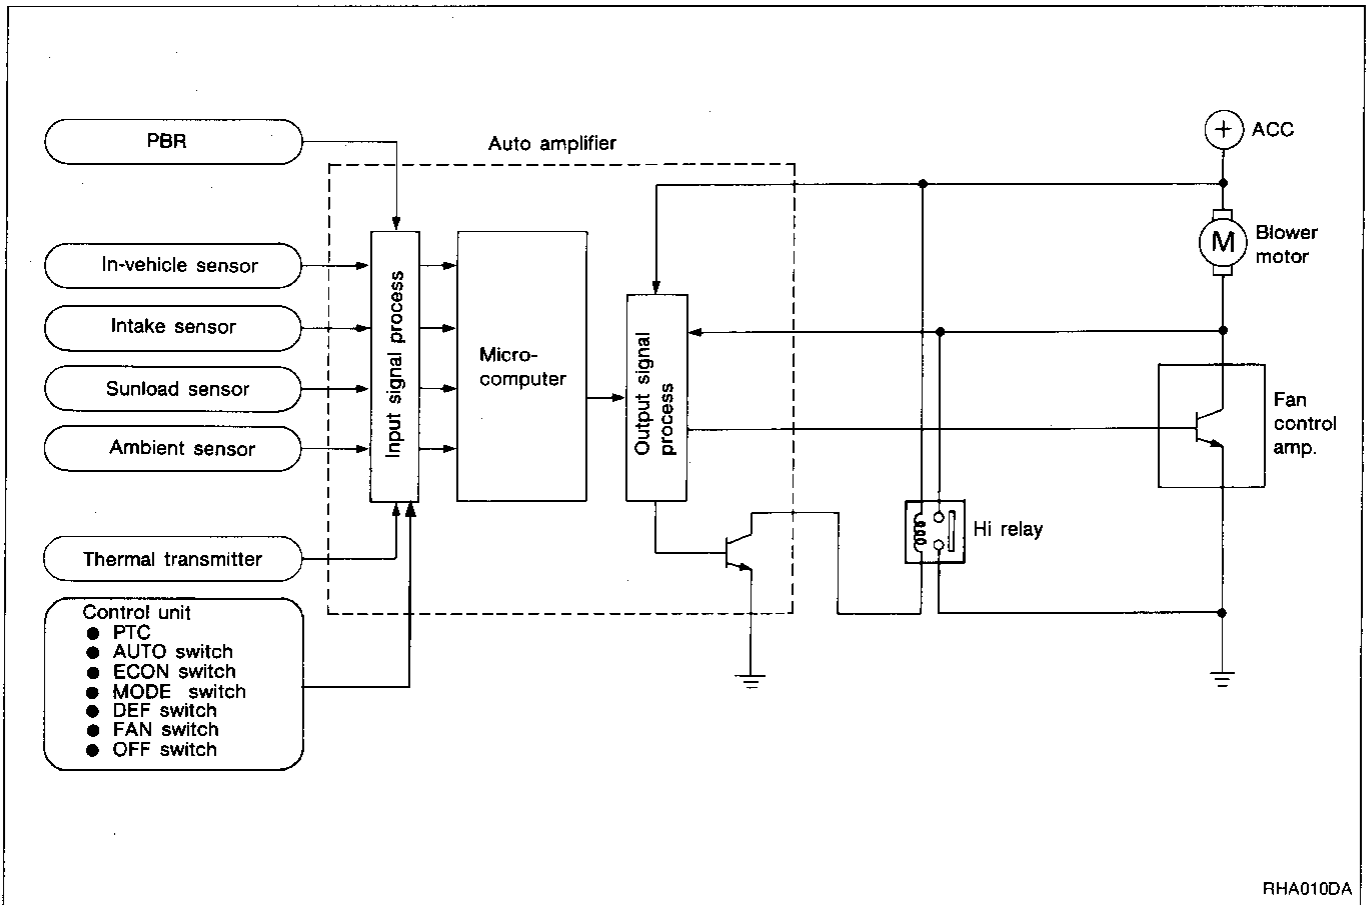 PBR
Auto amplifier
In-vehicle sensor
Intake sensor
Sunload sensor
Ambient sensor
Thermal transmitter
Control unit
● PTC
● AUTO switch
● ECON switch
● MODE switch
● DEF switch
● FAN switch
● OFF switch
Input signal process
Micro-
computer
Output signal
process
+
ACC
M
Blower
motor
Fan
control
amp.
Hi relay
RHA010DA